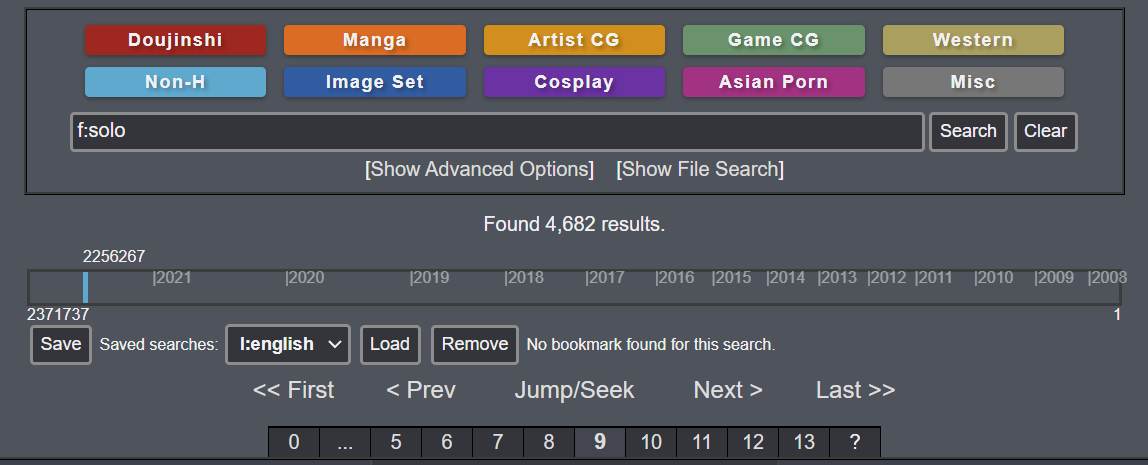 Doujinshi Manga Artist CG Game CG Western
Non-H Image Set Cosplay Asian Porn Misc
f:solo Search Clear
[Show Advanced Options] [Show File Search]
Found 4,682 results.
2256267
|2021 |2020 |2019 |2018 |2017 |2016 |2015 |2014 |2013 |2012 |2011 |2010 |2009 |2008
2371737 1
Save Saved searches: l:english Load Remove No bookmark found for this search.
<< First < Prev Jump/Seek Next > Last >>
0 ... 5 6 7 8 9 10 11 12 13 ?